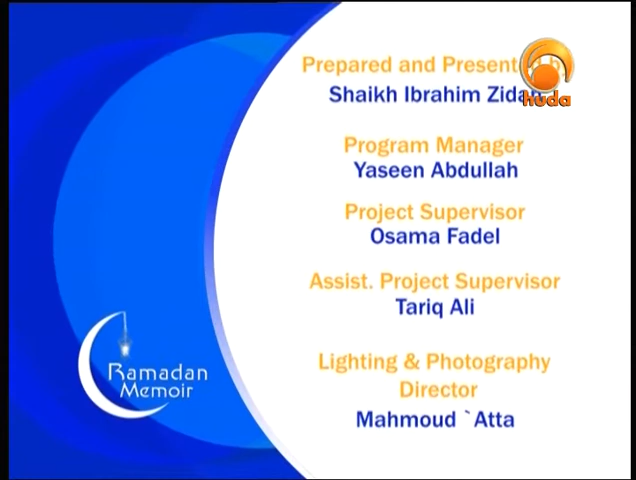 Prepared and Present
Shaikh Ibrahim Zidan
huda
Program Manager
Yaseen Abdullah
Project Supervisor
Osama Fadel
Assist. Project Supervisor
Tariq Ali
Lighting & Photography
Director
Mahmoud `Atta
Ramadan
Memoir